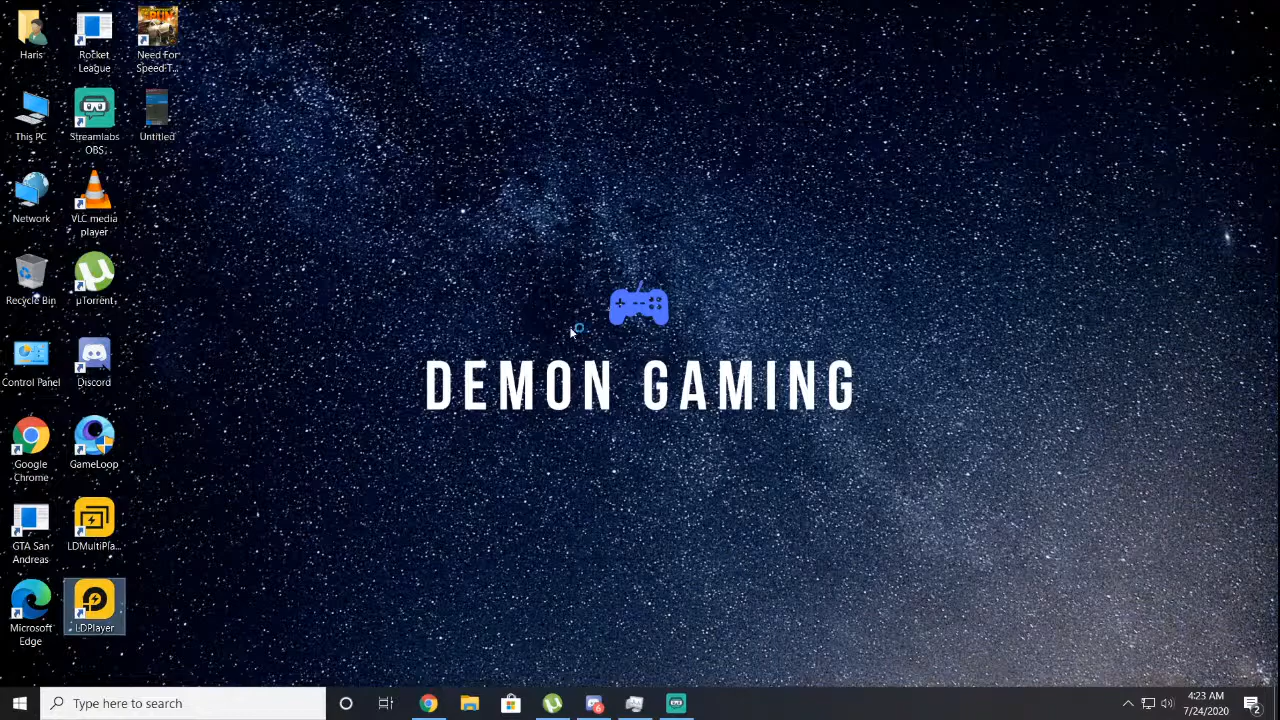 Haris
Rocket
League
Need For
Speed T...
This PC
Streamlabs
OBS
Untitled
Network
VLC media
player
Recycle Bin
µTorrent
Control Panel
Discord
Google
Chrome
GameLoop
GTA San
Andreas
LDMultiPla...
Microsoft
Edge
LDPlayer
DEMON GAMING
Type here to search
6
4:23 AM
7/24/2020
2